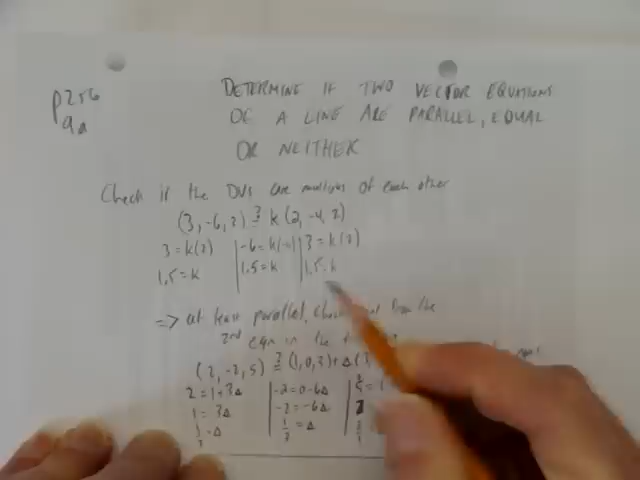 p256
9a
DETERMINE IF TWO VECTOR EQUATIONS
OF A LINE ARE PARALLEL, EQUAL
OR NEITHER
Check if the DVs are multiples of each other
(3, -6, 3) ≟ k (2, -4, 2)
3 = k(2) | -6 = k(-4) | 3 = k(2)
1.5 = k | 1.5 = k | 1.5 = k
=> at least parallel, from the
2nd eqn in the
(2, -2, 5) ≟ (1, 0, 3) + Δ (3
2 = 1 + 3Δ | -2 = 0 - 6Δ
1 = 3Δ | -2 = -6Δ
1/3 = Δ | 1/3 = Δ